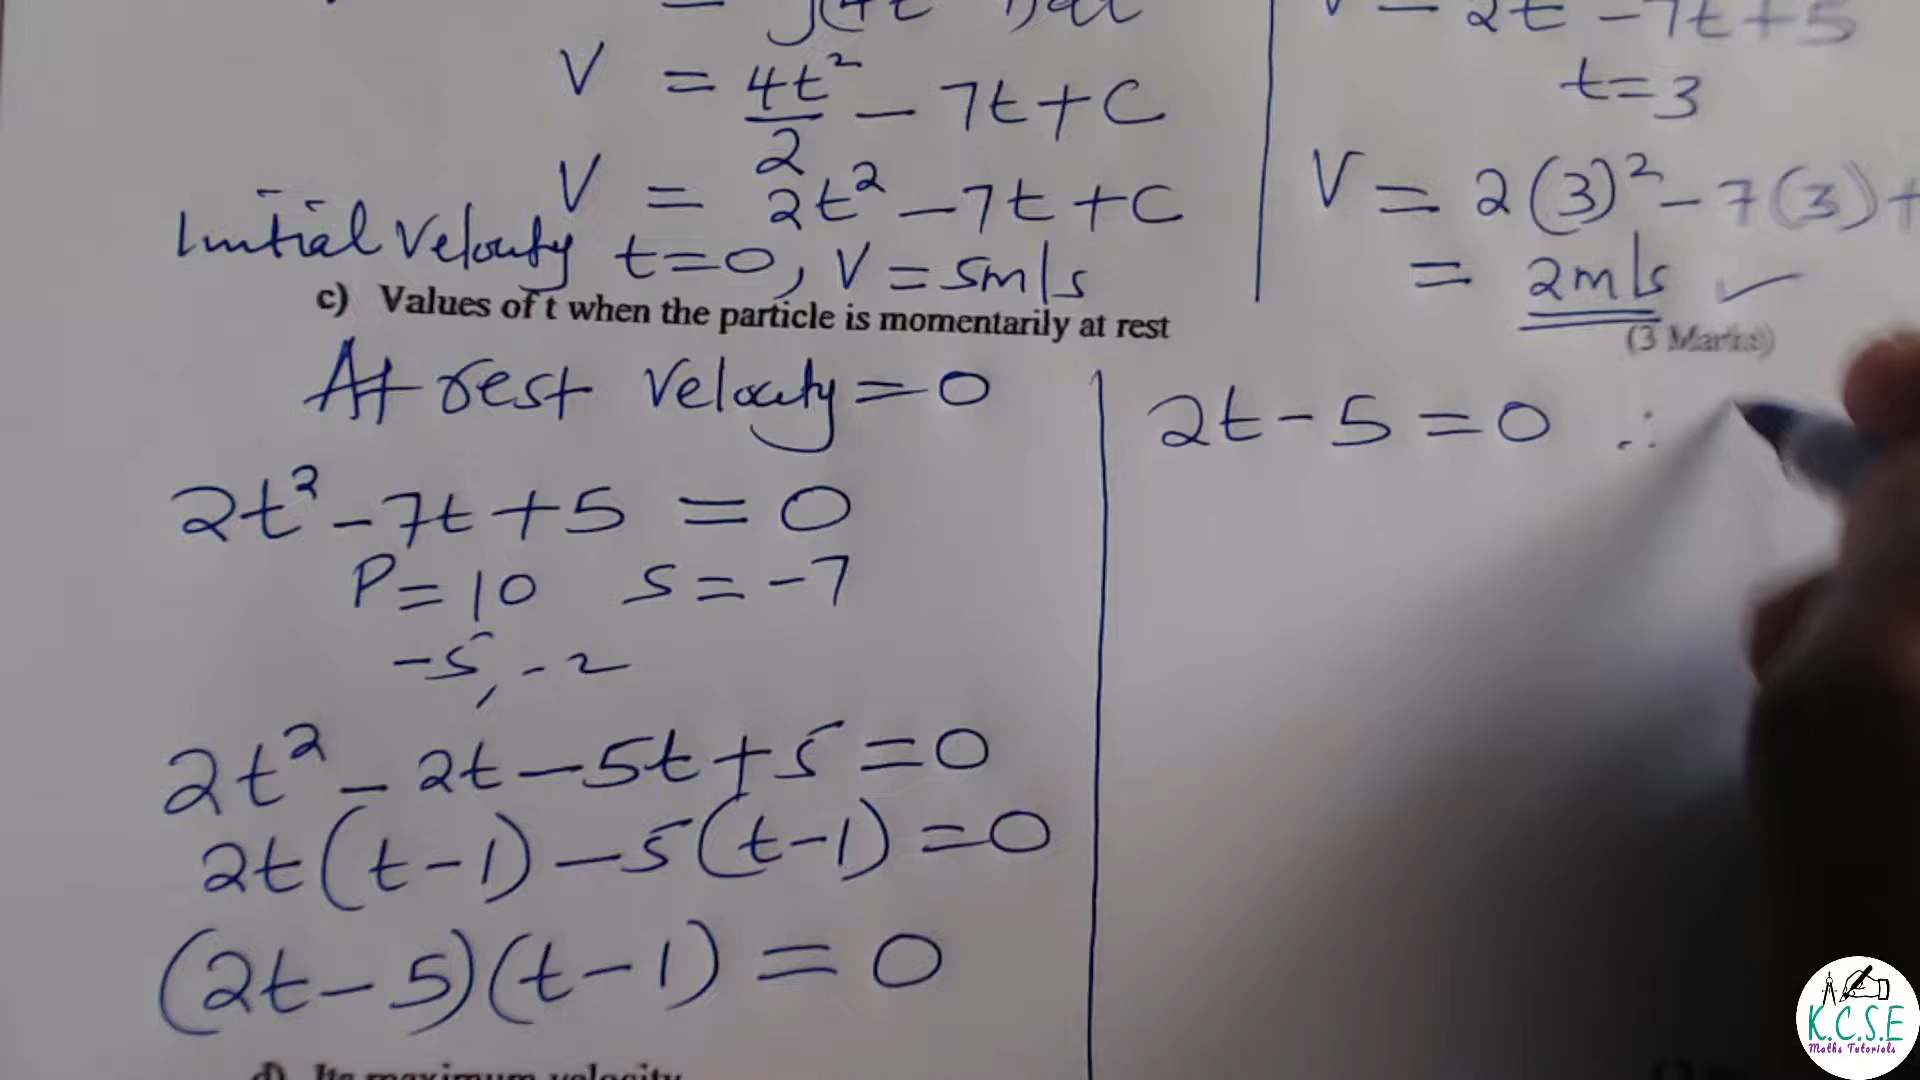 V = 4t²/2 - 7t + C
V = 2t² - 7t + C
Initial Velocity t=0, V = 5m/s
V = 2t² - 7t + 5
t = 3
V = 2(3)² - 7(3) +
= 2m/s ✓
c) Values of t when the particle is momentarily at rest
(3 Marks)
At rest Velocity = 0
2t² - 7t + 5 = 0
P = 10 S = -7
-5, -2
2t² - 2t - 5t + 5 = 0
2t(t-1) - 5(t-1) = 0
(2t-5)(t-1) = 0
2t - 5 = 0 ∴
d) Its maximum velocity
K.C.S.E
Maths Tutorials